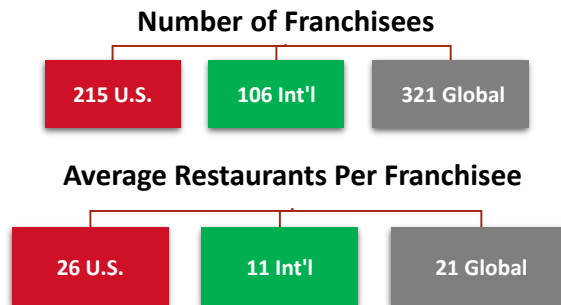 Number of Franchisees
215 U.S. 106 Int'l 321 Global
Average Restaurants Per Franchisee
26 U.S. 11 Int'l 21 Global